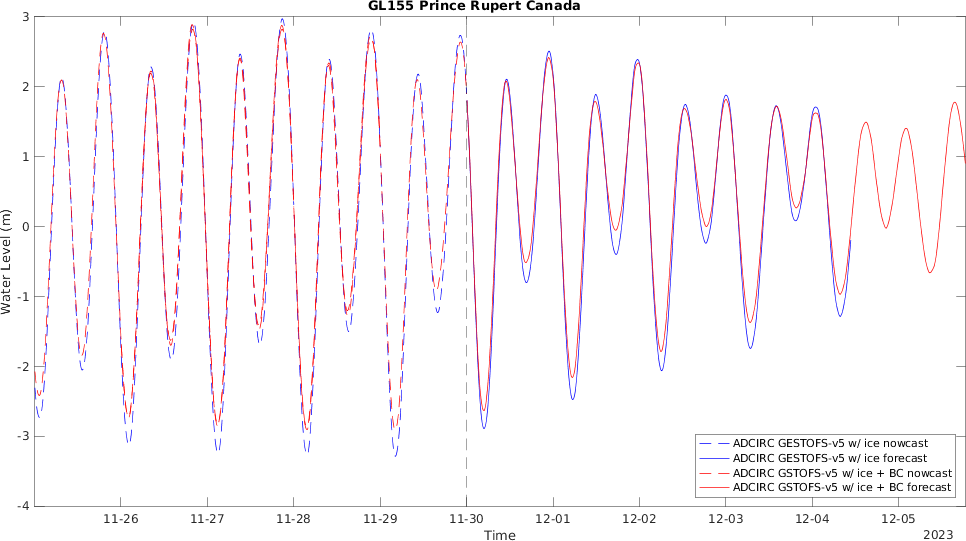 GL155 Prince Rupert Canada
3
2
1
0
-1
-2
-3
-4
Water Level (m)
ADCIRC GESTOFS-v5 w/ ice nowcast
ADCIRC GESTOFS-v5 w/ ice forecast
ADCIRC GSTOFS-v5 w/ ice + BC nowcast
ADCIRC GSTOFS-v5 w/ ice + BC forecast
11-26 11-27 11-28 11-29 11-30 12-01 12-02 12-03 12-04 12-05
Time
2023